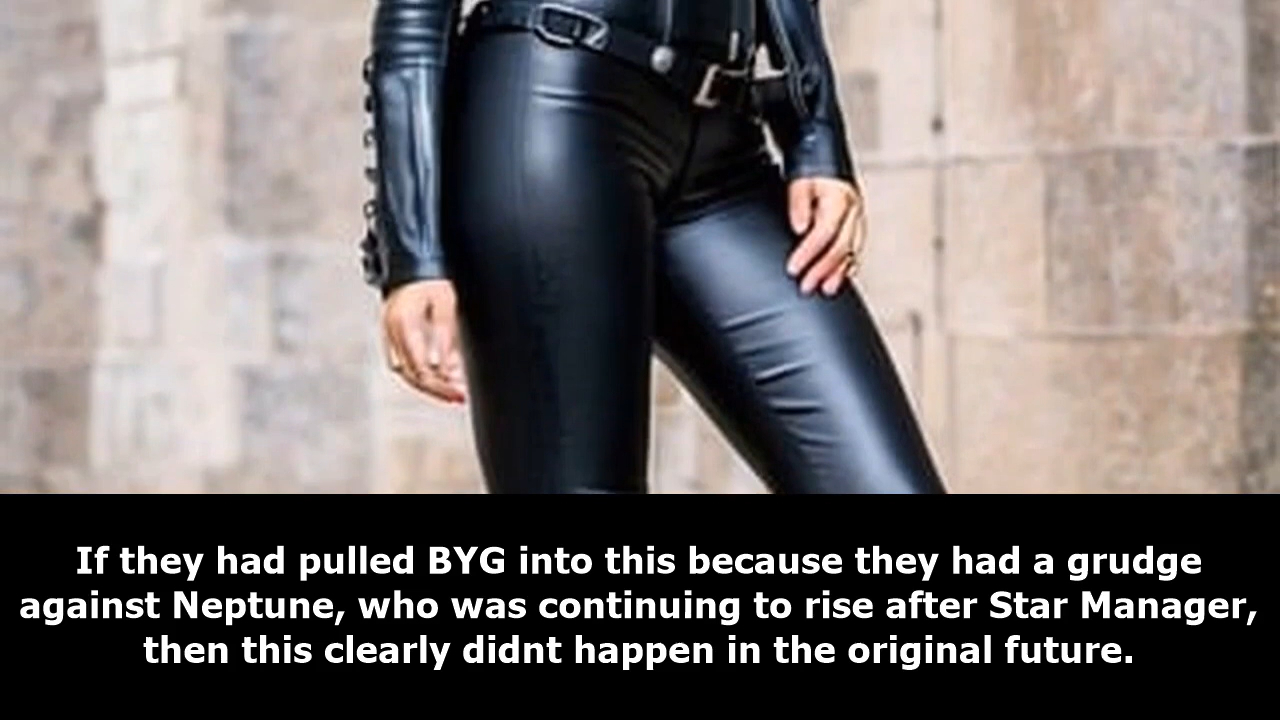 If they had pulled BYG into this because they had a grudge
against Neptune, who was continuing to rise after Star Manager,
then this clearly didnt happen in the original future.